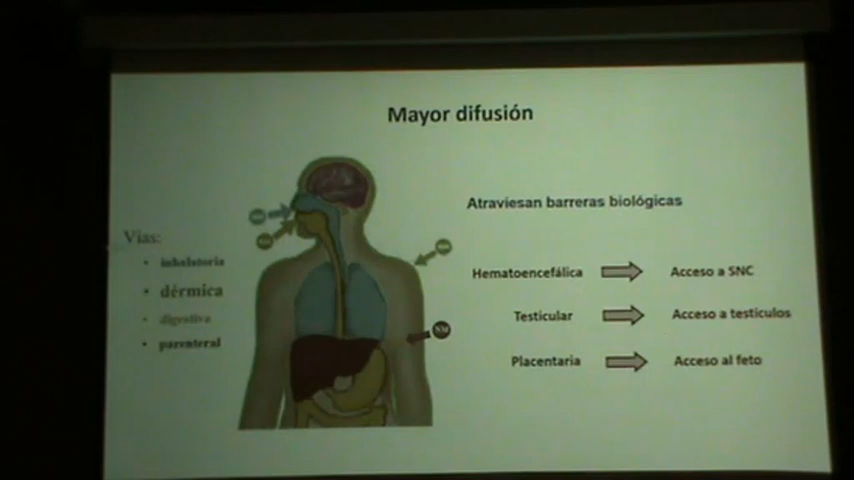 Mayor difusión
Vías:
• inhalatoria
• dérmica
• digestiva
• parenteral
NM
Atraviesan barreras biológicas
Hematoencefálica Acceso a SNC
Testicular Acceso a testículos
Placentaria Acceso al feto